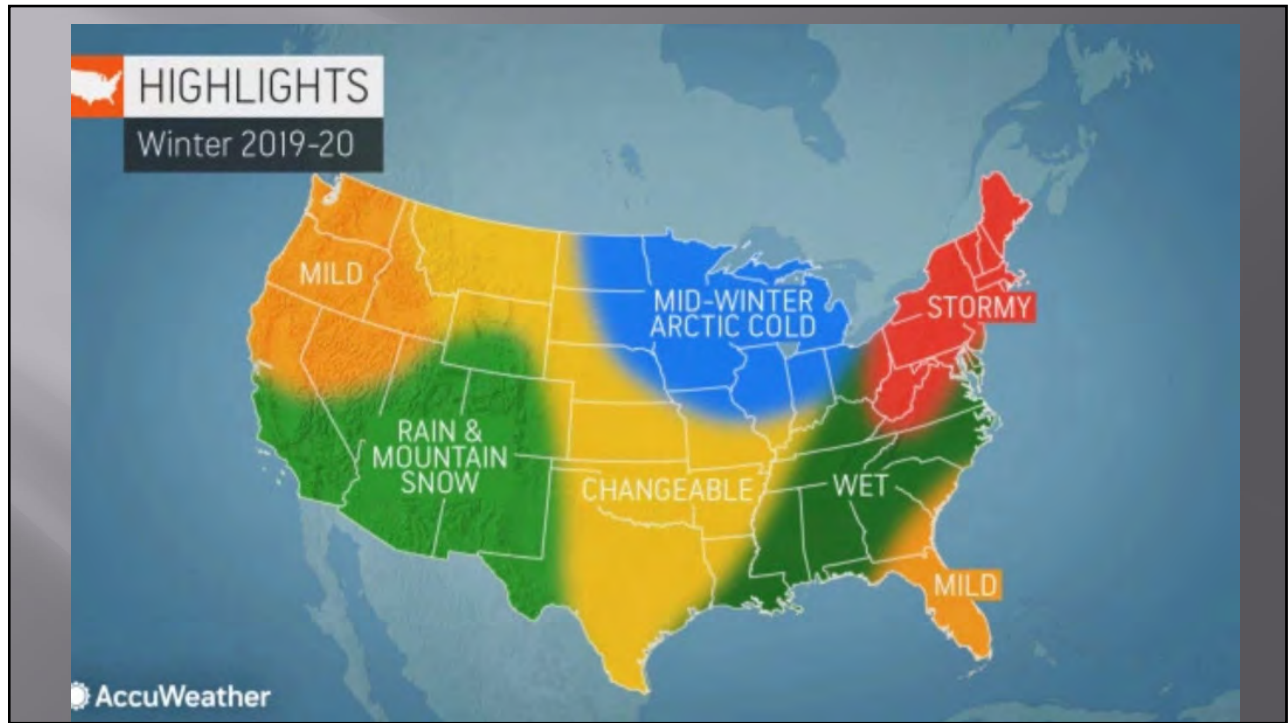 HIGHLIGHTS
Winter 2019-20
MILD
MID-WINTER
ARCTIC COLD
STORMY
RAIN &
MOUNTAIN
SNOW
CHANGEABLE
WET
MILD
AccuWeather